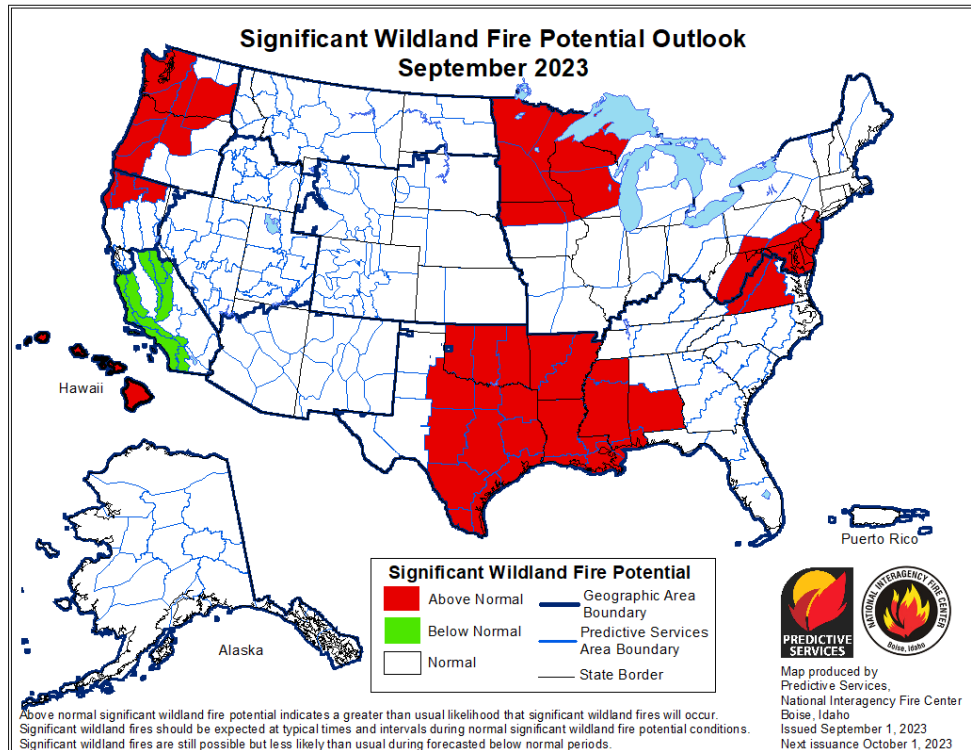 Significant Wildland Fire Potential Outlook
September 2023
Hawaii
Alaska
Puerto Rico
Significant Wildland Fire Potential
Above Normal
Below Normal
Normal
Geographic Area
Boundary
Predictive Services
Area Boundary
State Border
PREDICTIVE
SERVICES
NATIONAL INTERAGENCY FIRE CENTER
Boise, Idaho
Map produced by
Predictive Services,
National Interagency Fire Center
Boise, Idaho
Issued September 1, 2023
Next issuance October 1, 2023
Above normal significant wildland fire potential indicates a greater than usual likelihood that significant wildland fires will occur.
Significant wildland fires should be expected at typical times and intervals during normal significant wildland fire potential conditions.
Significant wildland fires are still possible but less likely than usual during forecasted below normal periods.